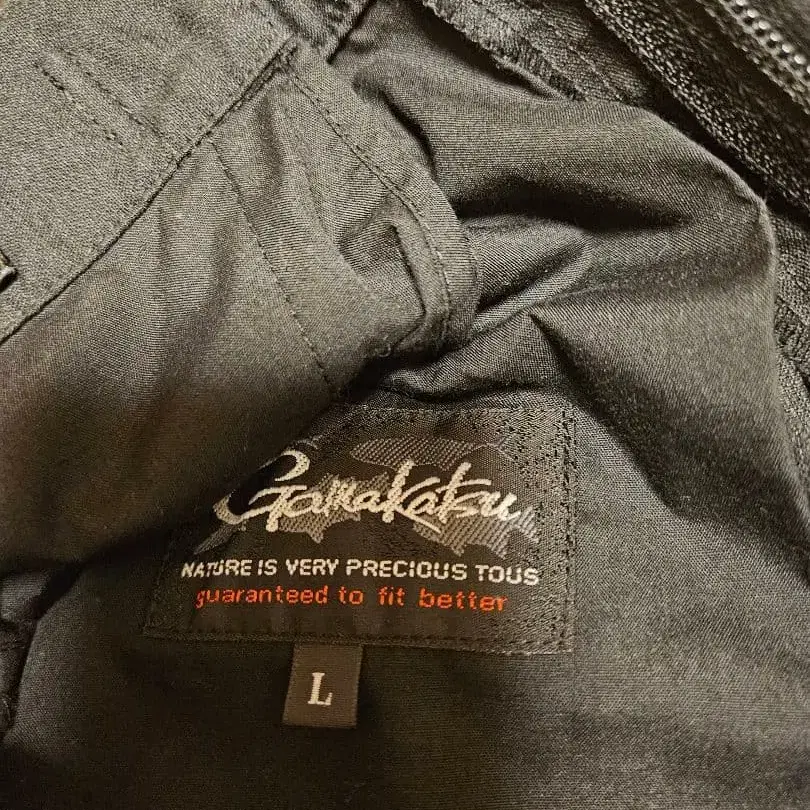 Gamakatsu
NATURE IS VERY PRECIOUS TOUS
guaranteed to fit better
L